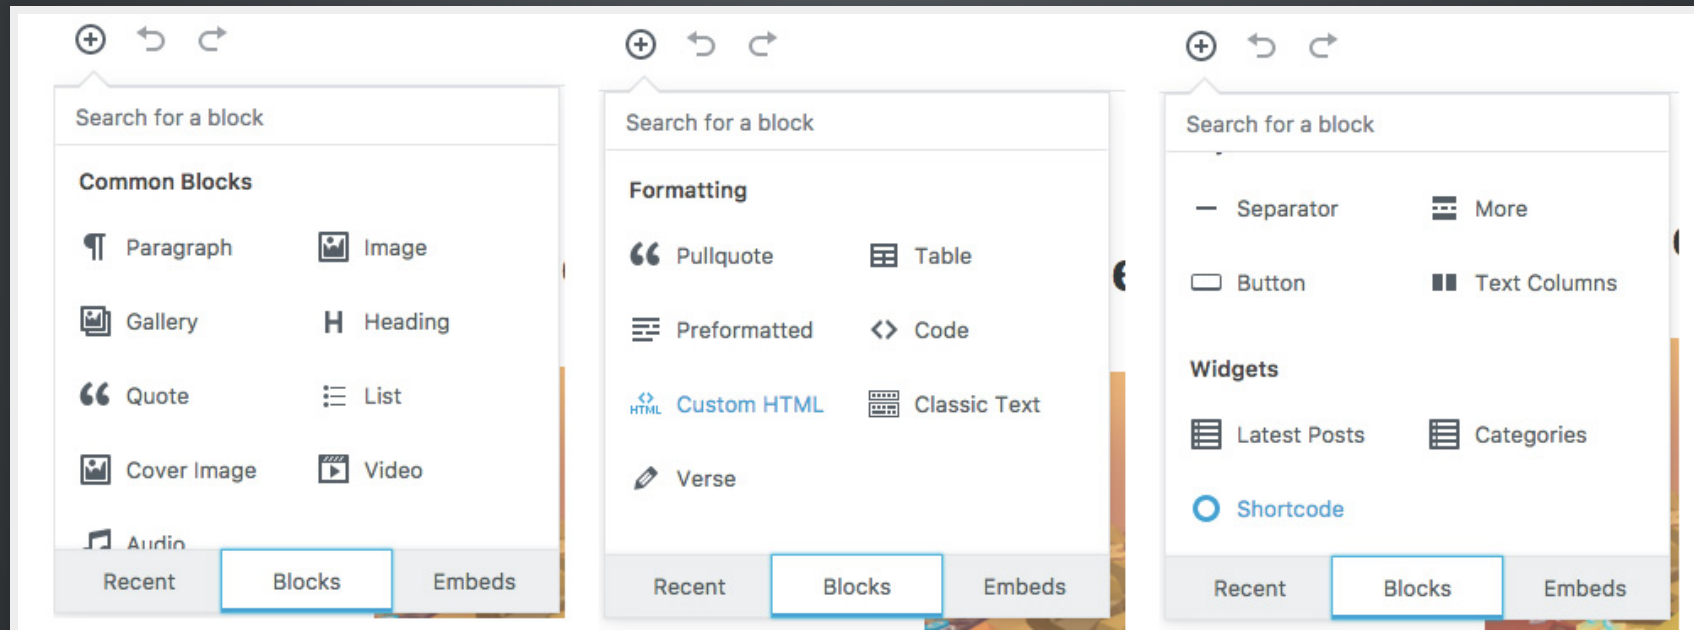 Search for a block
Common Blocks
Paragraph Image
Gallery H Heading
Quote List
Cover Image Video
Audio
Recent Blocks Embeds
Search for a block
Formatting
Pullquote Table
Preformatted Code
HTML Custom HTML Classic Text
Verse
Recent Blocks Embeds
Search for a block
Separator More
Button Text Columns
Widgets
Latest Posts Categories
Shortcode
Recent Blocks Embeds